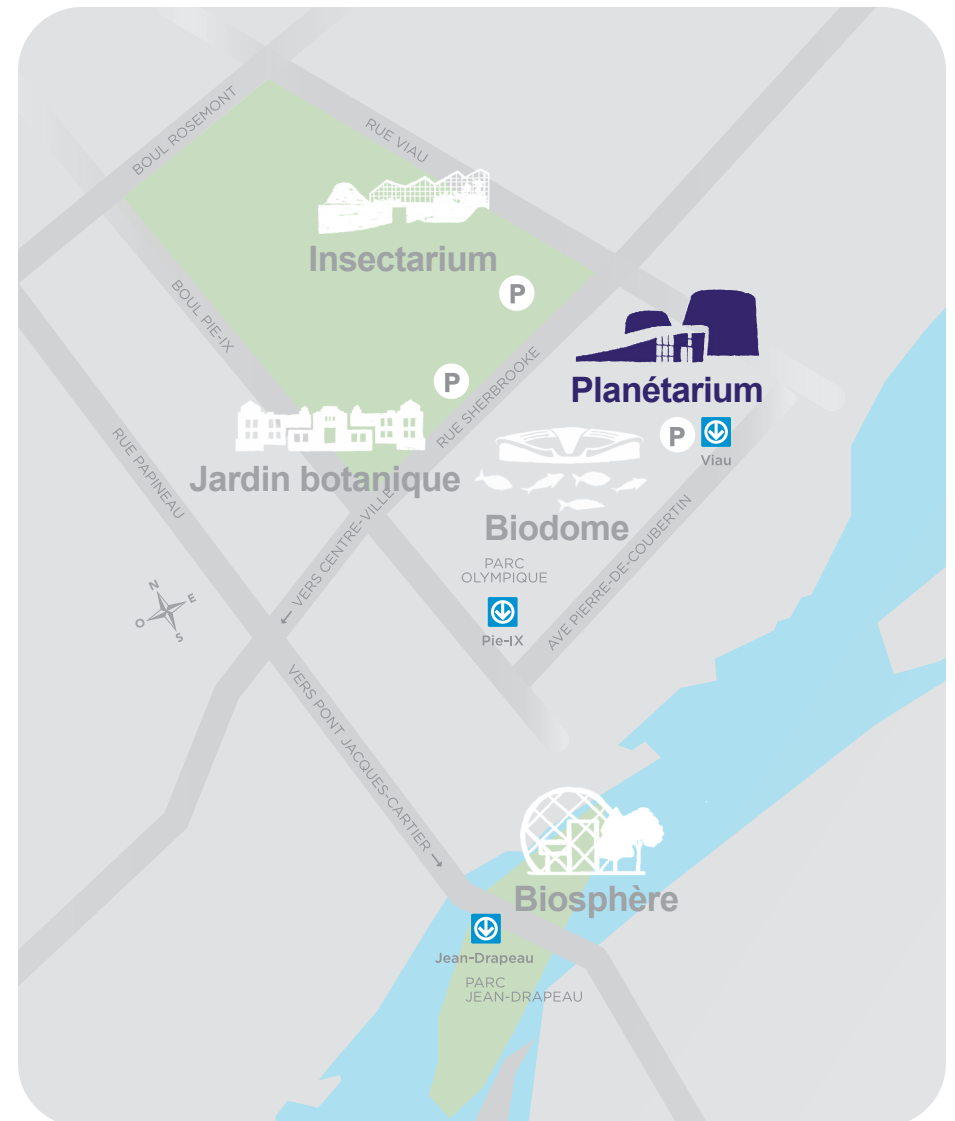 BOUL ROSEMONT
RUE VIAU
Insectarium
P
BOUL PIE-IX
P
RUE SHERBROOKE
Planétarium
P
Viau
RUE PAPINEAU
Jardin botanique
Biodome
← VERS CENTRE-VILLE
PARC
OLYMPIQUE
AVE PIERRE-DE-COUBERTIN
Pie-IX
N
E
O
S
VERS PONT JACQUES-CARTIER →
Biosphère
Jean-Drapeau
PARC
JEAN-DRAPEAU